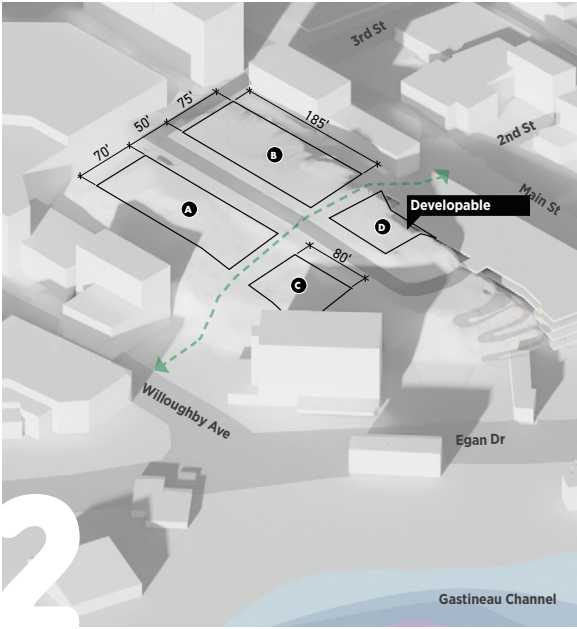 3rd St
75'
50'
70'
185'
2nd St
B
Main St
Developable
A
D
80'
C
Willoughby Ave
Egan Dr
2
Gastineau Channel